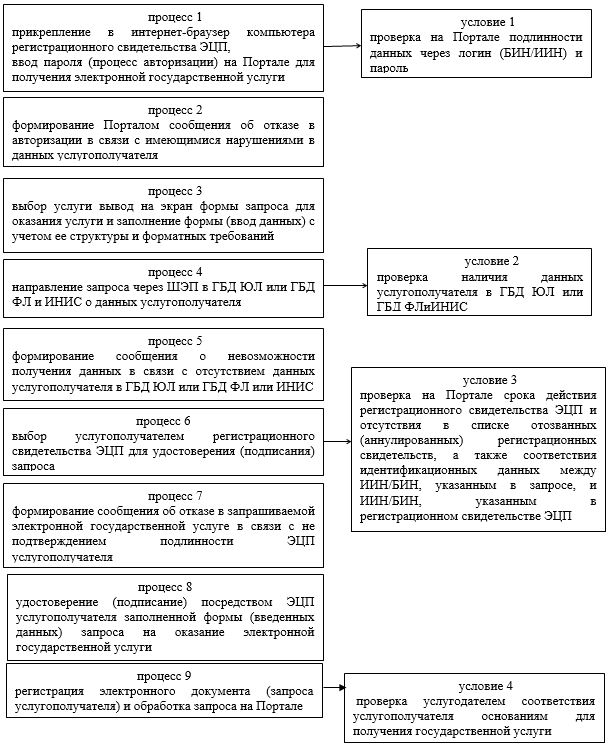 процесс 1
прикрепление в интернет-браузер компьютера
регистрационного свидетельства ЭЦП,
ввод пароля (процесс авторизации) на Портале для
получения электронной государственной услуги
условие 1
проверка на Портале подлинности
данных через логин (БИН/ИИН) и
пароль
процесс 2
формирование Порталом сообщения об отказе в
авторизации в связи с имеющимися нарушениями в
данных услугополучателя
процесс 3
выбор услуги вывод на экран формы запроса для
оказания услуги и заполнение формы (ввод данных) с
учетом ее структуры и форматных требований
процесс 4
направление запроса через ШЭП в ГБД ЮЛ или ГБД
ФЛ и ИНИС о данных услугополучателя
условие 2
проверка наличия данных
услугополучателя в ГБД ЮЛ или
ГБД ФЛиИНИС
процесс 5
формирование сообщения о невозможности
получения данных в связи с отсутствием данных
услугополучателя в ГБД ЮЛ или ГБД ФЛ или ИНИС
процесс 6
выбор услугополучателем регистрационного
свидетельства ЭЦП для удостоверения (подписания)
запроса
условие 3
проверка на Портале срока действия
регистрационного свидетельства ЭЦП и
отсутствия в списке отозванных
(аннулированных) регистрационных
свидетельств, а также соответствия
идентификационных данных между
ИИН/БИН, указанным в запросе, и
ИИН/БИН, указанным в
регистрационном свидетельстве ЭЦП
процесс 7
формирование сообщения об отказе в запрашиваемой
электронной государственной услуге в связи с не
подтверждением подлинности ЭЦП
услугополучателя
процесс 8
удостоверение (подписание) посредством ЭЦП
услугополучателя заполненной формы (введенных
данных) запроса на оказание электронной
государственной услуги
процесс 9
регистрация электронного документа (запроса
услугополучателя) и обработка запроса на Портале
условие 4
проверка услугодателем соответствия
услугополучателя основаниям для
получения государственной услуги